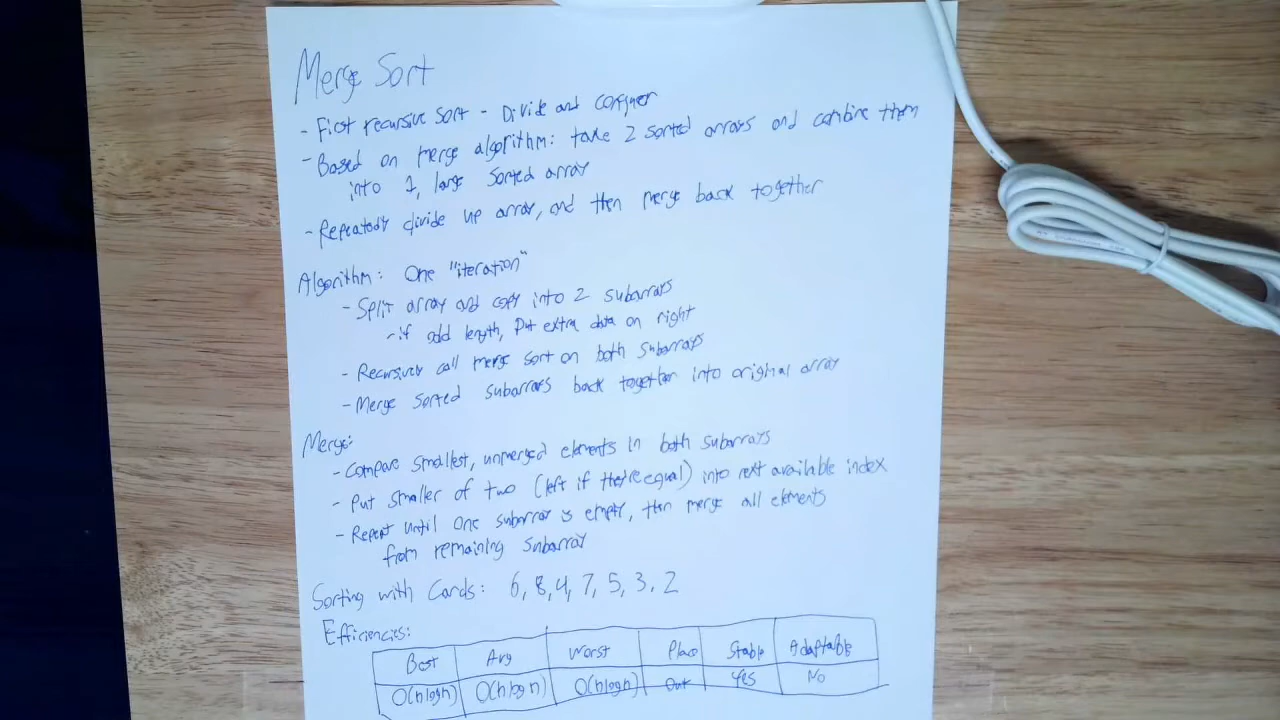 Merge Sort
- First recursive sort - Divide and conquer
- Based on merge algorithm: take 2 sorted arrays and combine them
into 1, large sorted array
- Repeatedly divide up array, and then merge back together
Algorithm: One "iteration"
- Split array and copy into 2 subarrays
- if odd length, put extra data on right
- Recursively call merge sort on both subarrays
- Merge sorted subarrays back together into original array
Merge:
- Compare smallest, unmerged elements in both subarrays
- Put smaller of two (left if they're equal) into next available index
- Repeat until one subarray is empty, then merge all elements
from remaining subarray
Sorting with Cards: 6, 8, 4, 7, 5, 3, 2
Efficiencies:
Best Avg Worst Place Stable Adaptable
O(nlogn) O(nlogn) O(nlogn) Out Yes No